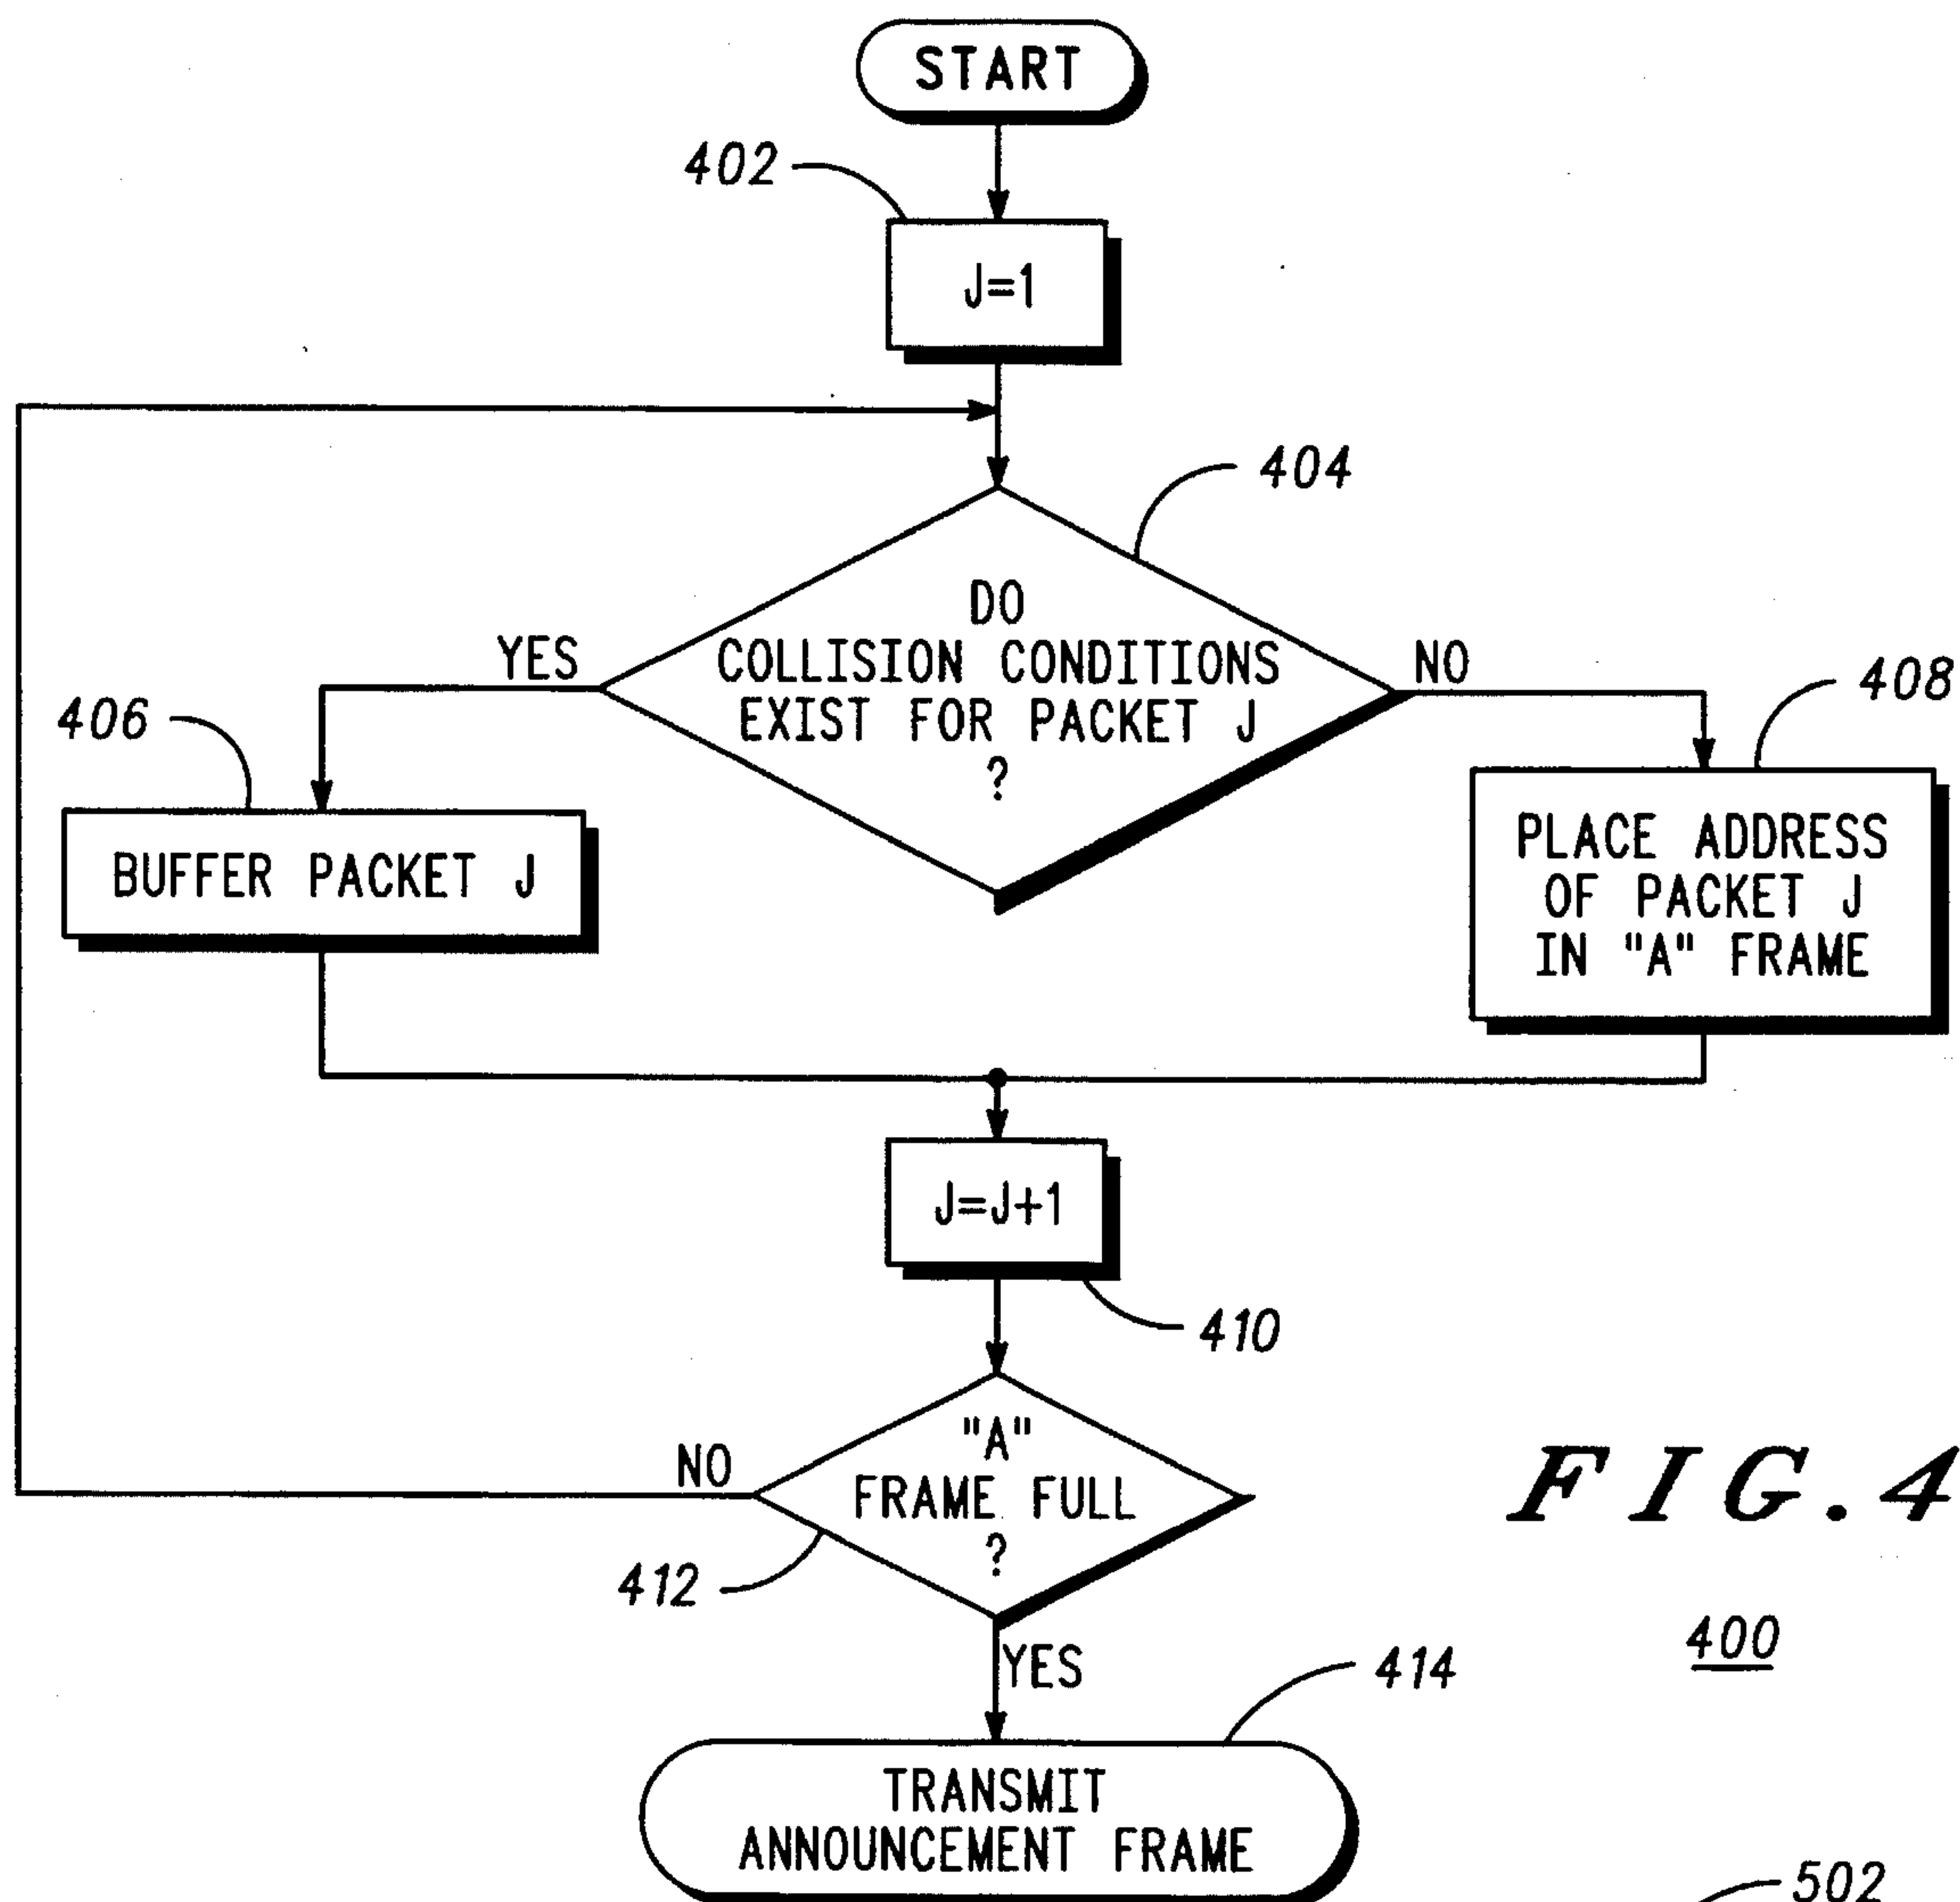 START
402
J=1
404
DO
COLLISION CONDITIONS
EXIST FOR PACKET J
?
YES
NO
406
408
BUFFER PACKET J
PLACE ADDRESS
OF PACKET J
IN "A" FRAME
J=J+1
410
"A"
FRAME FULL
?
NO
412
YES
FIG.4
400
414
TRANSMIT
ANNOUNCEMENT FRAME
502